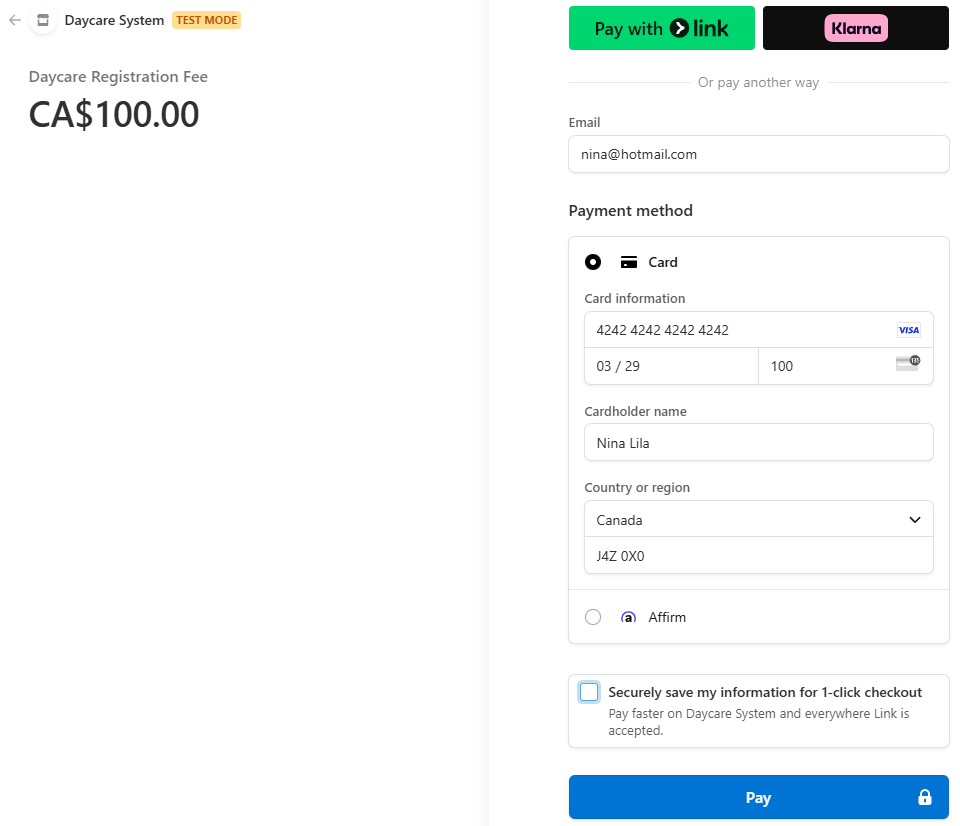 Daycare System TEST MODE
Daycare Registration Fee
CA$100.00
Pay with link
Klarna
Or pay another way
Email
nina@hotmail.com
Payment method
Card
Card information
4242 4242 4242 4242 VISA
03 / 29
100 135
Cardholder name
Nina Lila
Country or region
Canada
J4Z 0X0
a Affirm
Securely save my information for 1-click checkout
Pay faster on Daycare System and everywhere Link is
accepted.
Pay